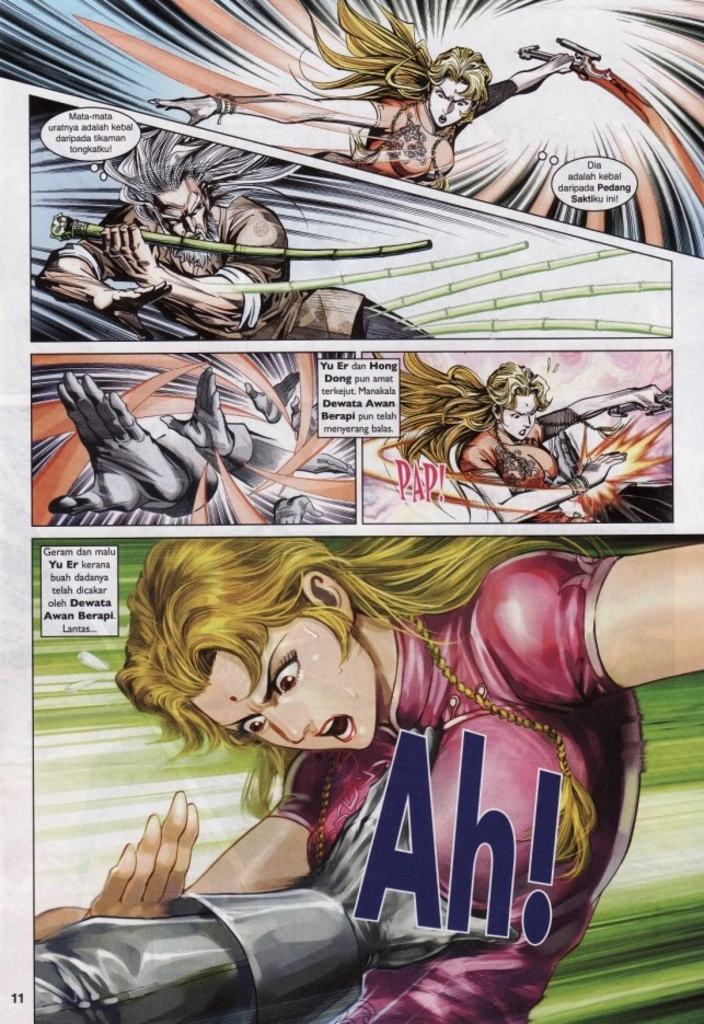 Mata-mata
uratnya adalah kebal
daripada tikaman
tongkatku!
Dia
adalah kebal
daripada Pedang
Saktiku ini!
Yu Er dan Hong
Dong pun amat
terkejut. Manakala
Dewata Awan
Berapi pun telah
menyerang balas.
PAP!
Geram dan malu
Yu Er kerana
buah dadanya
telah dicakar
oleh Dewata
Awan Berapi.
Lantas...
Ah!
11